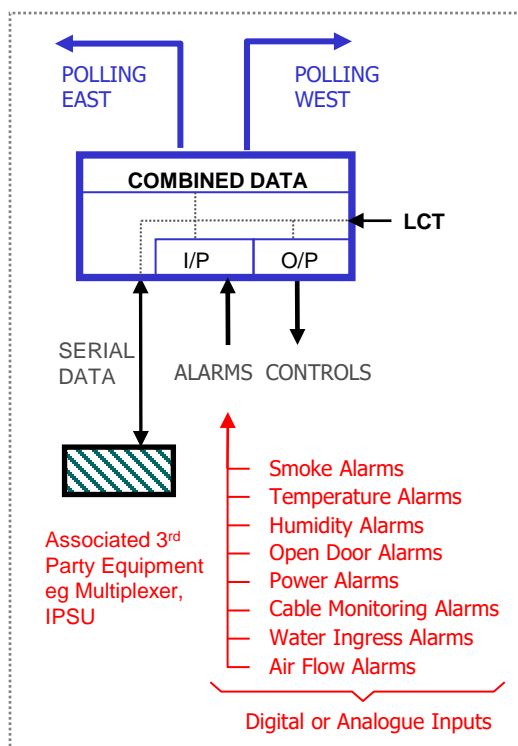 POLLING
EAST
POLLING
WEST
COMBINED DATA
LCT
I/P
O/P
SERIAL
DATA
ALARMS
CONTROLS
Associated 3rd
Party Equipment
eg Multiplexer,
IPSU
Smoke Alarms
Temperature Alarms
Humidity Alarms
Open Door Alarms
Power Alarms
Cable Monitoring Alarms
Water Ingress Alarms
Air Flow Alarms
Digital or Analogue Inputs